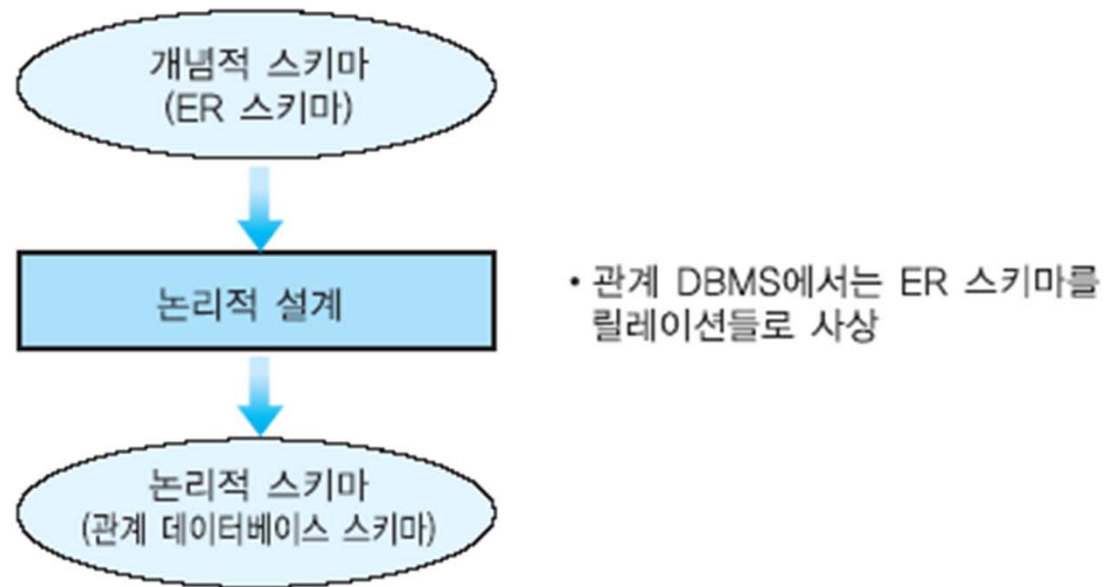 개념적 스키마
(ER 스키마)
논리적 설계
• 관계 DBMS에서는 ER 스키마를
릴레이션들로 사상
논리적 스키마
(관계 데이터베이스 스키마)